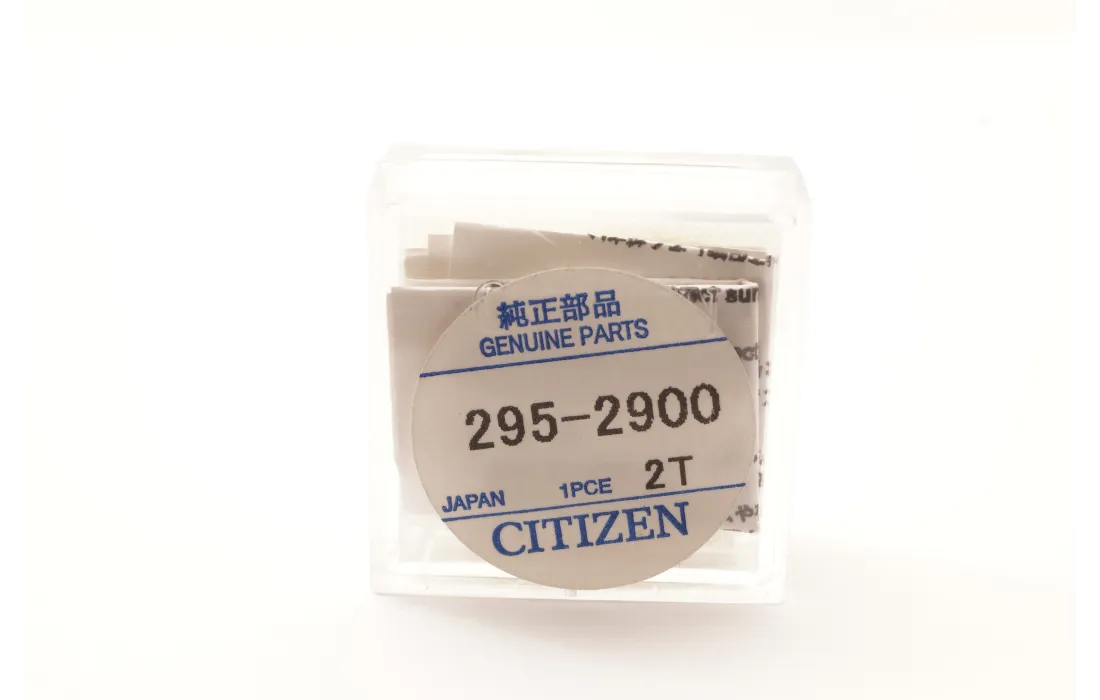 純正部品
GENUINE PARTS
295-2900
JAPAN 1PCE 2T
CITIZEN